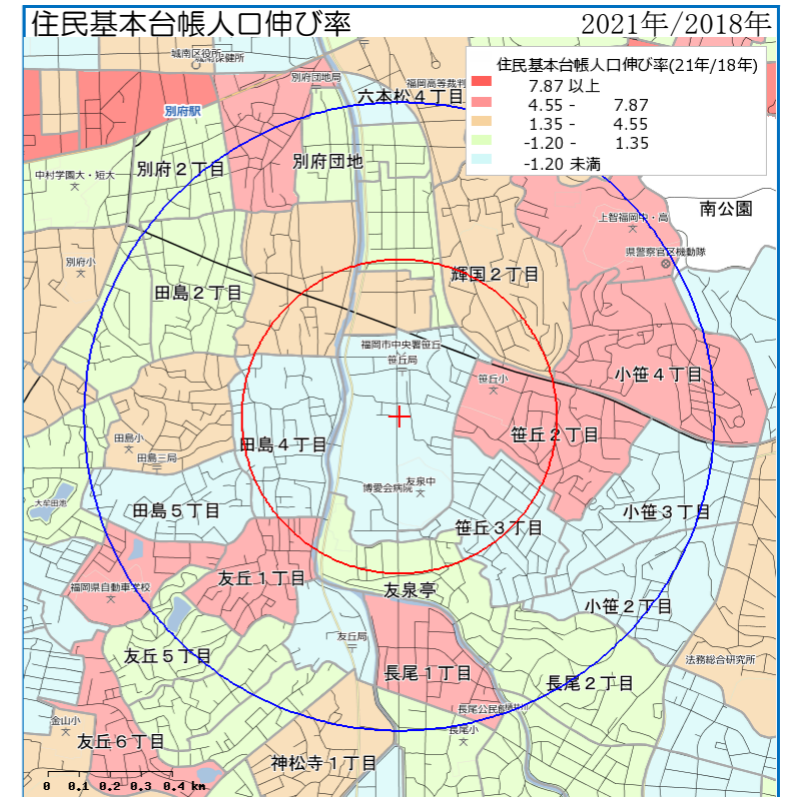 住民基本台帳人口伸び率
2021年/2018年
住民基本台帳人口伸び率(21年/18年)
7.87 以上
4.55 - 7.87
1.35 - 4.55
-1.20 - 1.35
-1.20 未満
城南区役所
別府団地局
福岡高等裁判
六本松４丁目
別府駅
別府２丁目
別府団地
中村学園大・短大
南公園
上智福岡中・高
県警察官区機動隊
別府小
輝国２丁目
田島２丁目
福岡市中央署笹丘
笹丘局
笹丘小
小笹４丁目
田島小
田島三局
田島４丁目
笹丘２丁目
博愛会病院
友泉中
大牟田池
田島５丁目
笹丘３丁目
小笹３丁目
福岡県自動車学校
友丘１丁目
友泉亭
小笹２丁目
友丘局
友丘５丁目
長尾１丁目
長尾２丁目
法務総合研究所
金山小
長尾小
友丘６丁目
神松寺１丁目
0 0.1 0.2 0.3 0.4 km